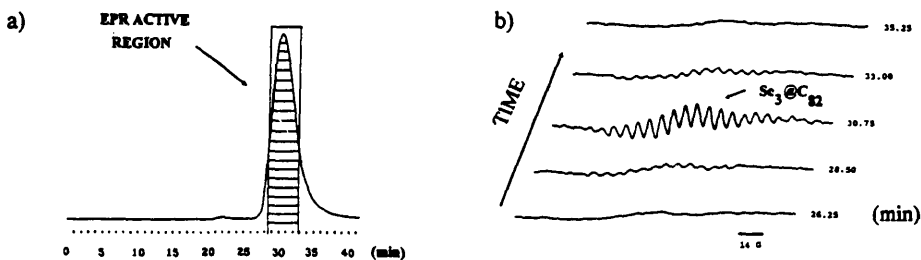 a)
EPR ACTIVE
REGION
0 5 10 15 20 25 30 35 40 (min)
b)
TIME
35.25
33.00
Sc3@C82
30.75
28.50
26.25
(min)
14 G